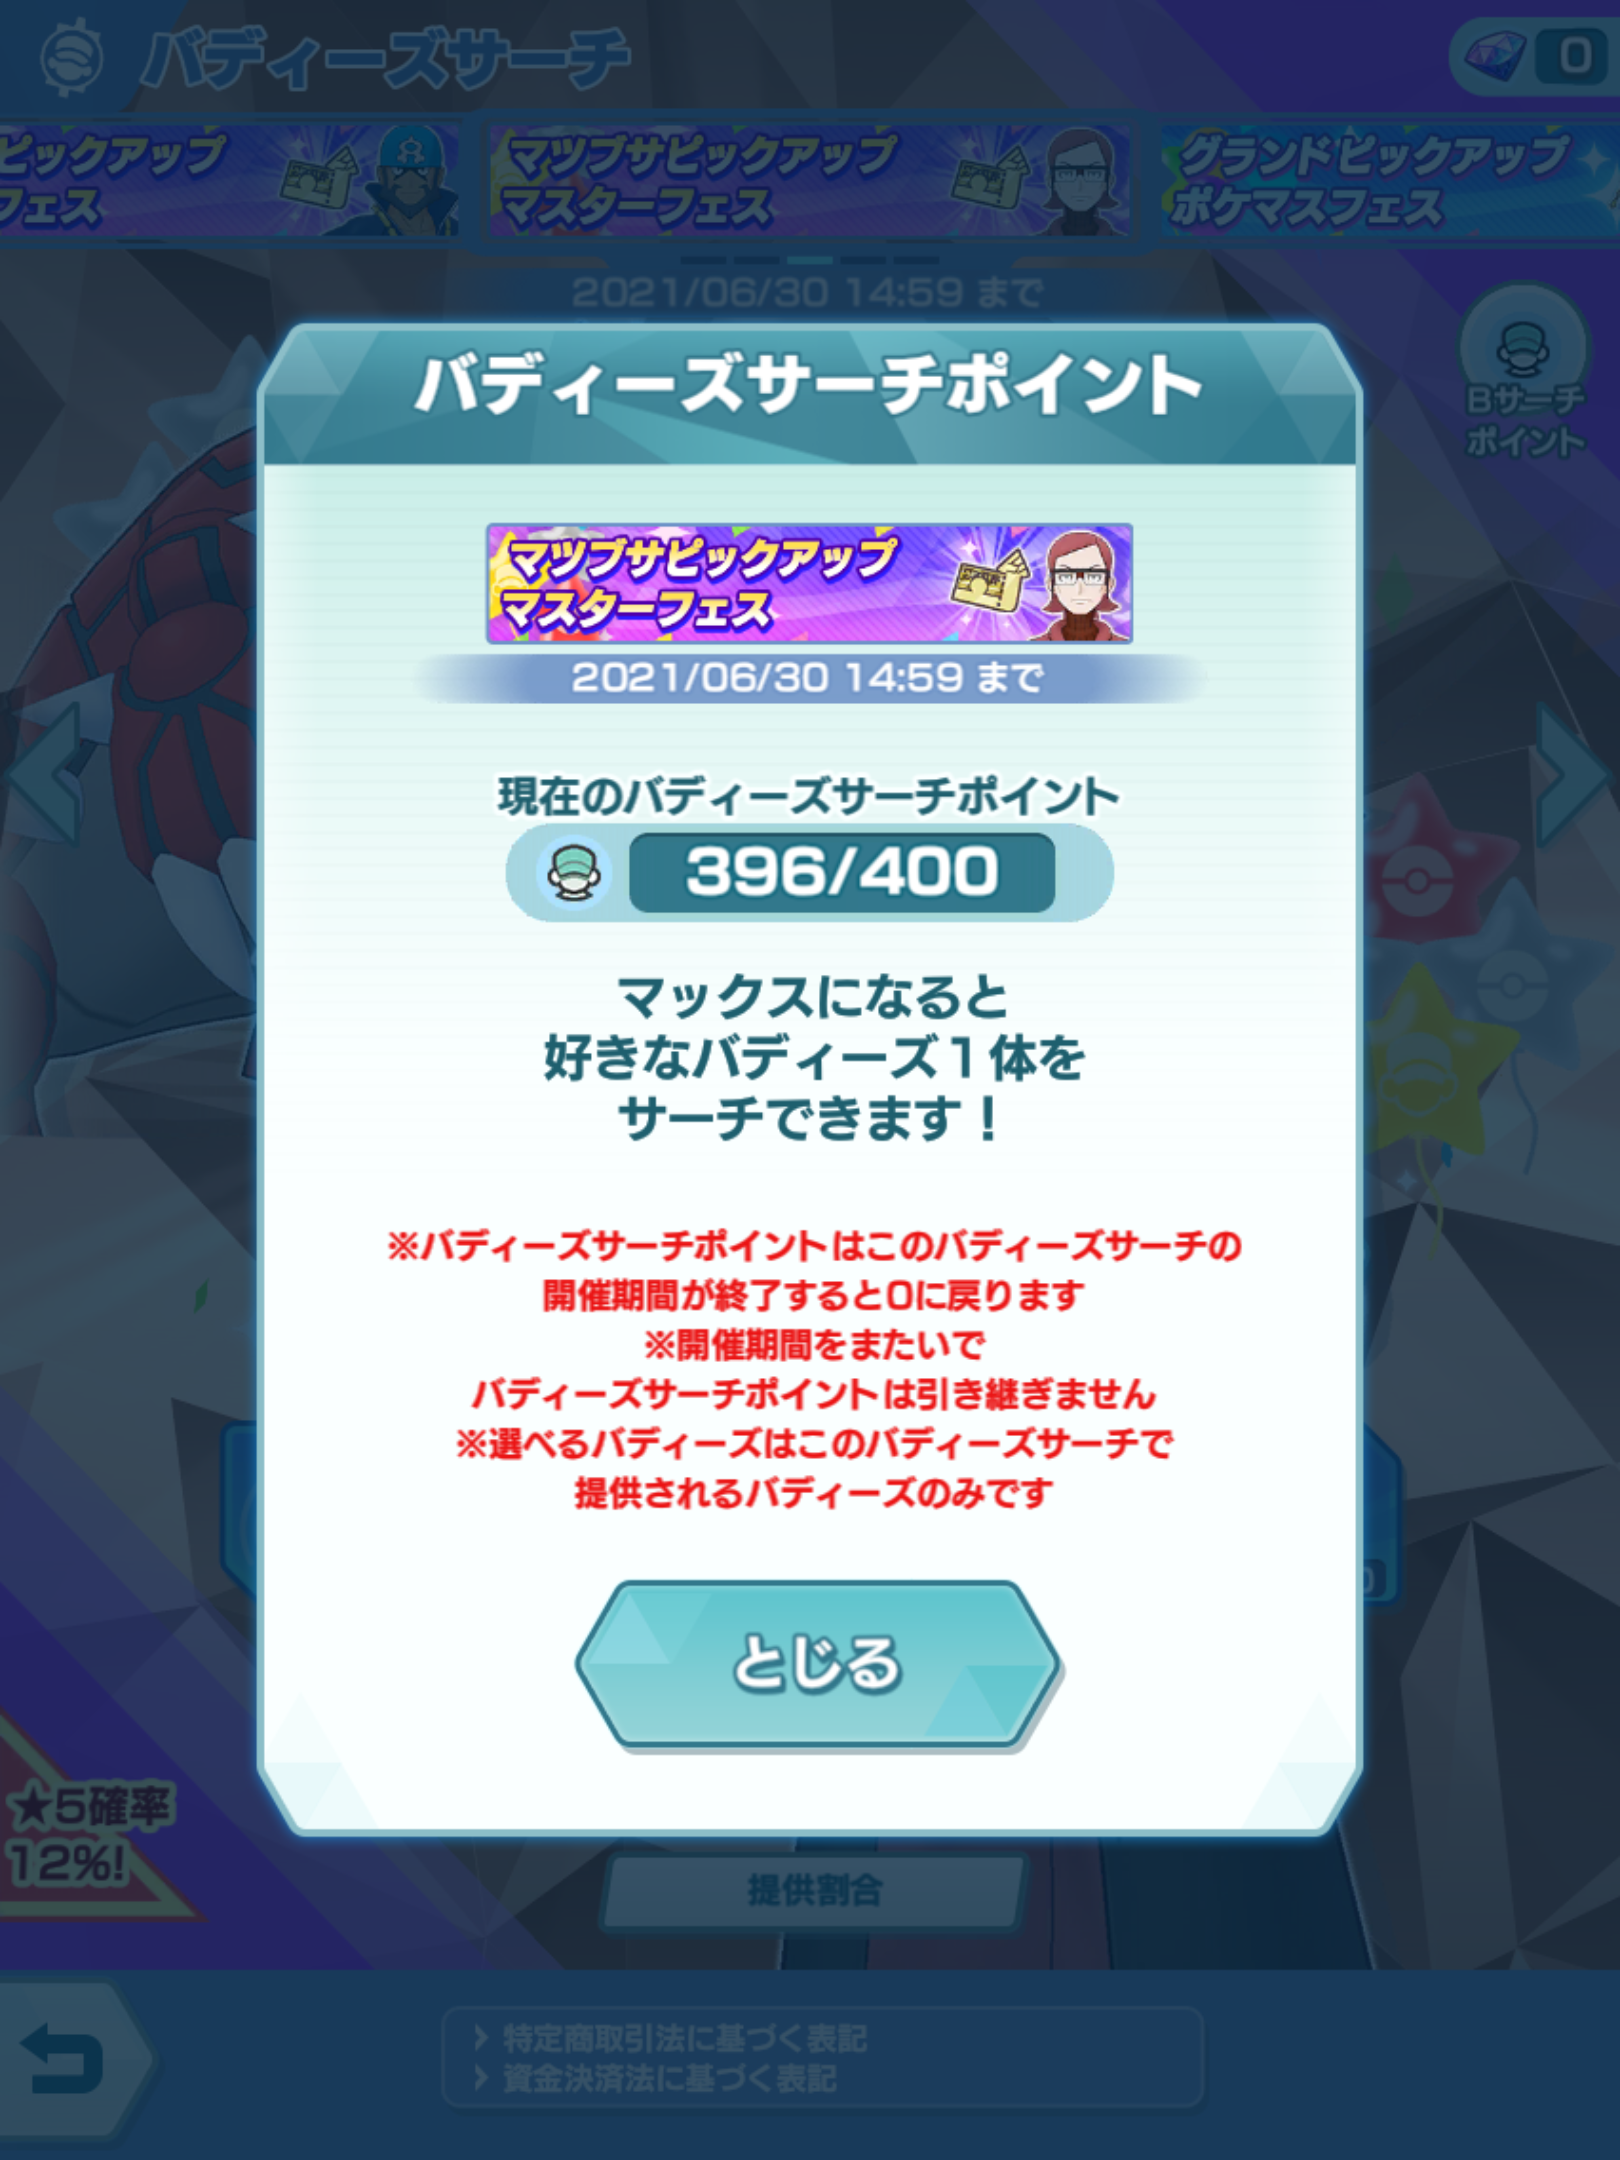 バディーズサーチ
0
ピックアップ
フェス
マツブサピックアップ
マスターフェス
グランドピックアップ
ポケマスフェス
2021/06/30 14:59 まで
Bサーチ
ポイント
バディーズサーチポイント
マツブサピックアップ
マスターフェス
2021/06/30 14:59 まで
現在のバディーズサーチポイント
396/400
マックスになると
好きなバディーズ1体を
サーチできます！
※バディーズサーチポイントはこのバディーズサーチの
開催期間が終了すると0に戻ります
※開催期間をまたいで
バディーズサーチポイントは引き継ぎません
※選べるバディーズはこのバディーズサーチで
提供されるバディーズのみです
とじる
★5確率
12%!
提供割合
特定商取引法に基づく表記
資金決済法に基づく表記